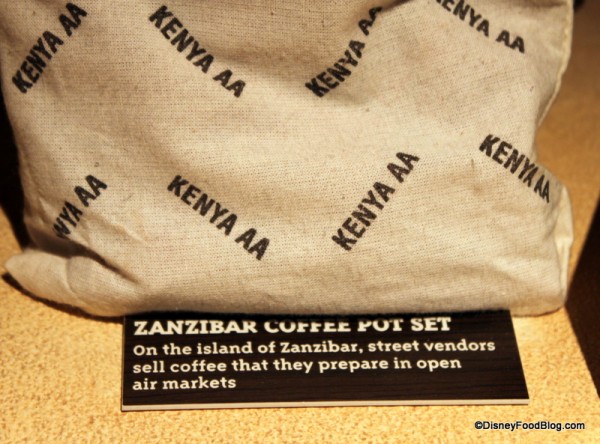 KENYA AA
KENYA AA
KENYA AA
KENYA AA
NYA AA
KENYA AA
KENYA AA
KENYA AA
ZANZIBAR COFFEE POT SET
On the island of Zanzibar, street vendors
sell coffee that they prepare in open
air markets
©DisneyFoodBlog.com